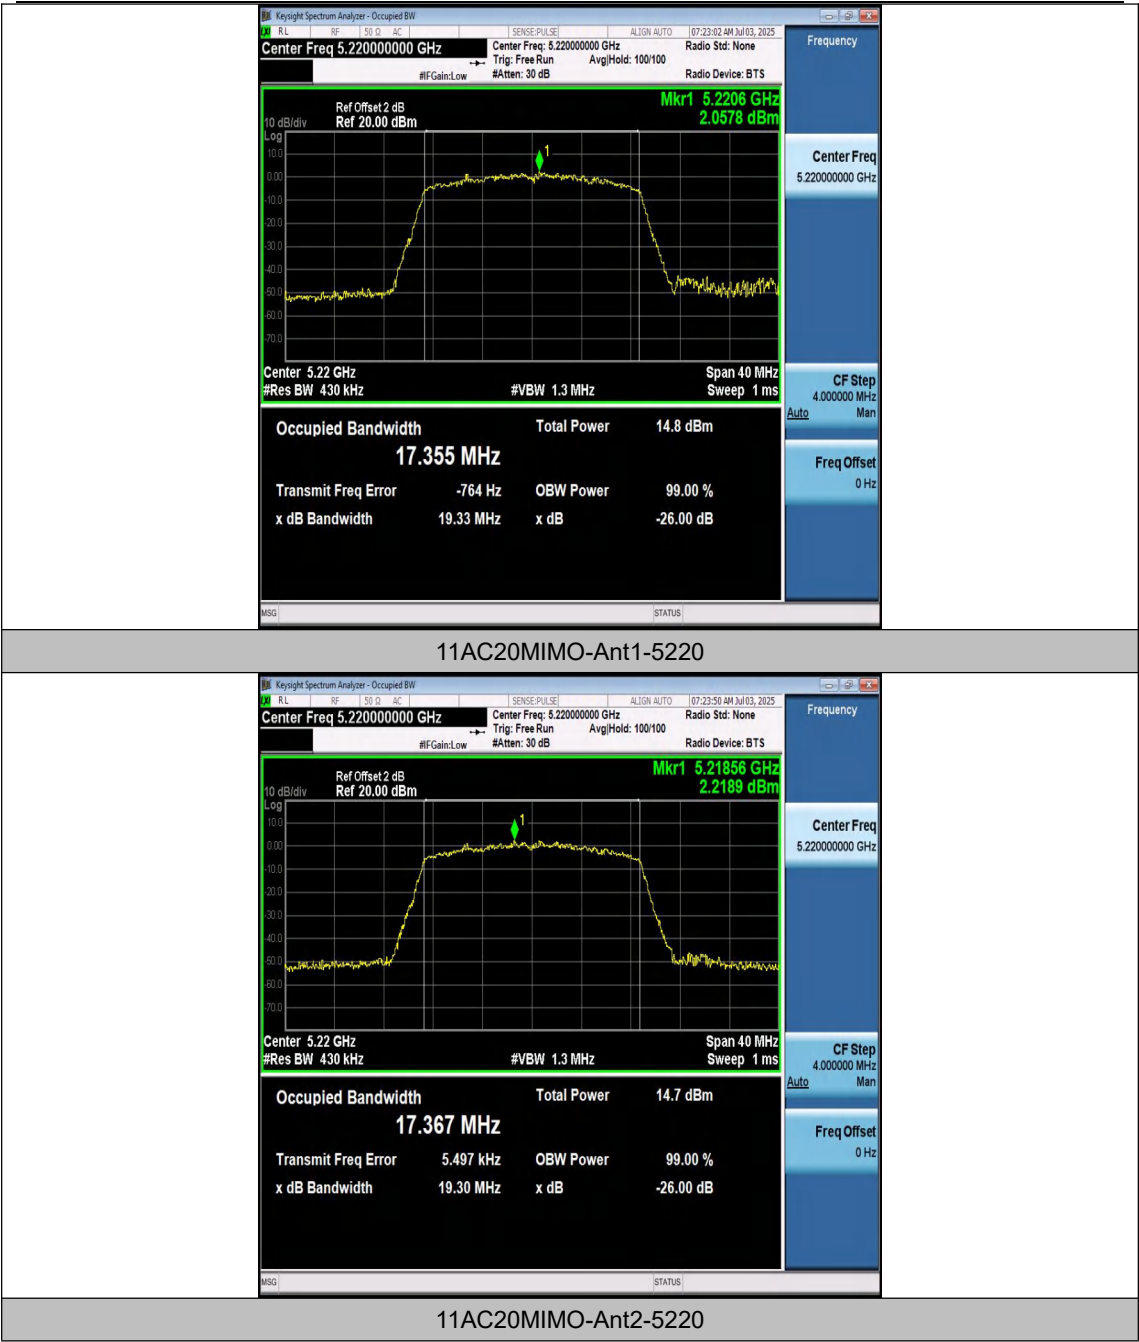 Keysight Spectrum Analyzer - Occupied BW
RL RF 50 Ω AC SENSE:PULSE ALIGN AUTO 07:23:02 AM Jul 03, 2025
Center Freq 5.220000000 GHz Center Freq: 5.220000000 GHz Radio Std: None Frequency
Trig: Free Run Avg|Hold: 100/100
#IFGain:Low #Atten: 30 dB Radio Device: BTS
Mkr1 5.2206 GHz
Ref Offset 2 dB
10 dB/div Ref 20.00 dBm 2.0578 dBm
Log
10.0
1
0.00
-10.0
-20.0
-30.0
-40.0
-50.0
-60.0
-70.0
Center Freq
5.220000000 GHz
Center 5.22 GHz Span 40 MHz
#Res BW 430 kHz #VBW 1.3 MHz Sweep 1 ms
CF Step
4.000000 MHz
Auto Man
Occupied Bandwidth Total Power 14.8 dBm
17.355 MHz
Freq Offset
0 Hz
Transmit Freq Error -764 Hz OBW Power 99.00 %
x dB Bandwidth 19.33 MHz x dB -26.00 dB
MSG STATUS
11AC20MIMO-Ant1-5220
Keysight Spectrum Analyzer - Occupied BW
RL RF 50 Ω AC SENSE:PULSE ALIGN AUTO 07:23:50 AM Jul 03, 2025
Center Freq 5.220000000 GHz Center Freq: 5.220000000 GHz Radio Std: None Frequency
Trig: Free Run Avg|Hold: 100/100
#IFGain:Low #Atten: 30 dB Radio Device: BTS
Mkr1 5.21856 GHz
Ref Offset 2 dB
10 dB/div Ref 20.00 dBm 2.2189 dBm
Log
10.0
1
0.00
-10.0
-20.0
-30.0
-40.0
-50.0
-60.0
-70.0
Center Freq
5.220000000 GHz
Center 5.22 GHz Span 40 MHz
#Res BW 430 kHz #VBW 1.3 MHz Sweep 1 ms
CF Step
4.000000 MHz
Auto Man
Occupied Bandwidth Total Power 14.7 dBm
17.367 MHz
Freq Offset
0 Hz
Transmit Freq Error 5.497 kHz OBW Power 99.00 %
x dB Bandwidth 19.30 MHz x dB -26.00 dB
MSG STATUS
11AC20MIMO-Ant2-5220